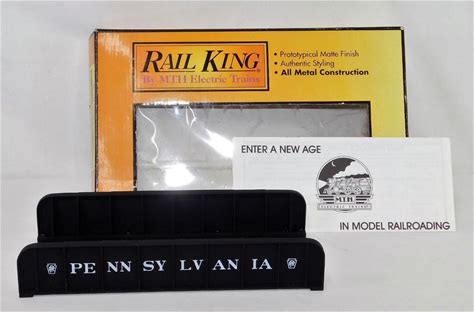 RAIL KING®
By MTH Electric Trains
• Prototypical Matte Finish
• Authentic Styling
• All Metal Construction
ENTER A NEW AGE
M.T.H.
ELECTRIC TRAINS
IN MODEL RAILROADING
PE NN SY LV AN IA